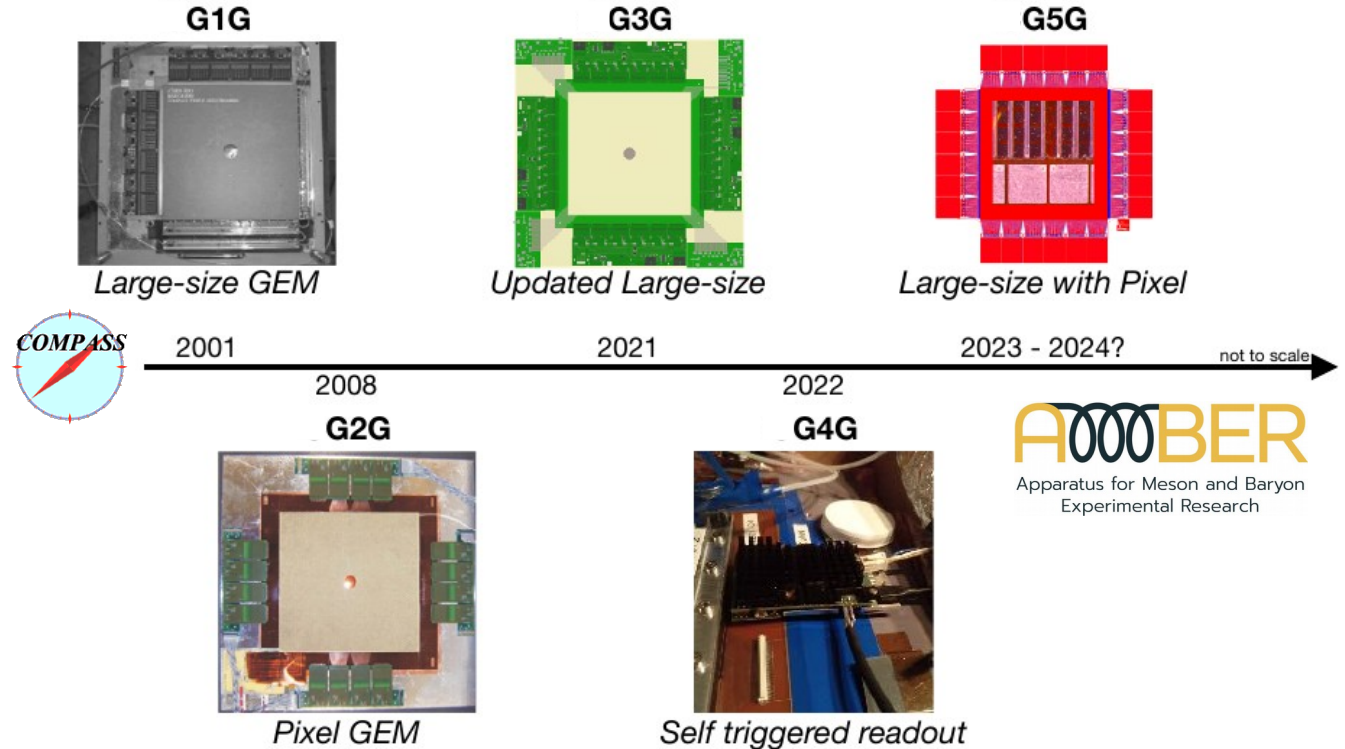 G1G
G3G
G5G
Large-size GEM
Updated Large-size
Large-size with Pixel
COMPASS
2001
2021
2023 - 2024?
not to scale
2008
2022
G2G
G4G
AMBER
Apparatus for Meson and Baryon
Experimental Research
Pixel GEM
Self triggered readout